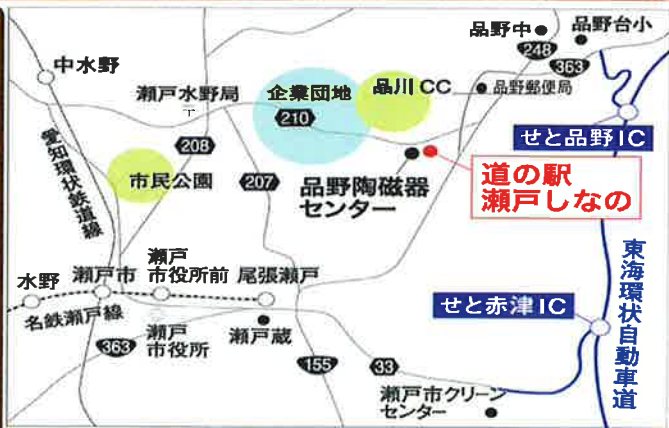 品野中
品野台小
248
363
中水野
瀬戸水野局
〒
企業団地
210
品川CC
品野郵便局
せと品野IC
愛知環状鉄道線
208
市民公園
207
品野陶磁器
センター
道の駅
瀬戸しなの
瀬戸
市役所前
水野
瀬戸市
尾張瀬戸
名鉄瀬戸線
363
瀬戸
市役所
瀬戸蔵
155
33
せと赤津IC
東海環状自動車道
瀬戸市クリーン
センター